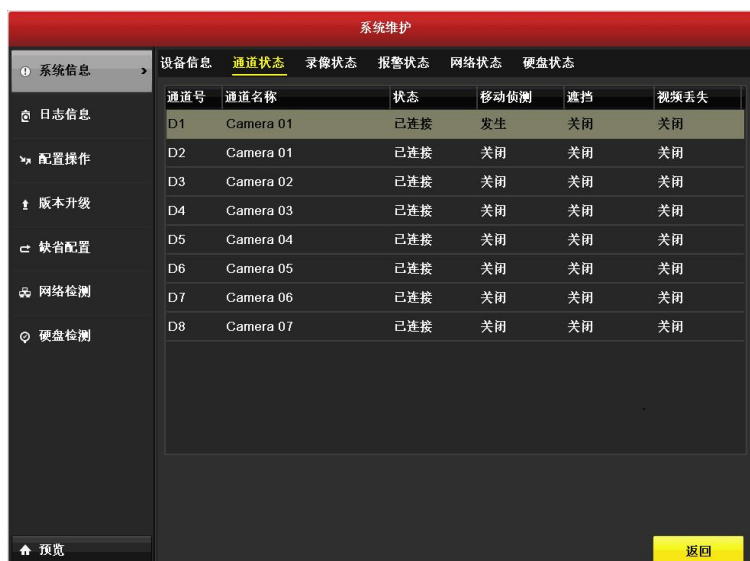 系统维护
系统信息
日志信息
配置操作
版本升级
缺省配置
网络检测
硬盘检测
预览
设备信息 通道状态 录像状态 报警状态 网络状态 硬盘状态
通道号 通道名称 状态 移动侦测 遮挡 视频丢失
D1 Camera 01 已连接 发生 关闭 关闭
D2 Camera 01 已连接 关闭 关闭 关闭
D3 Camera 02 已连接 关闭 关闭 关闭
D4 Camera 03 已连接 关闭 关闭 关闭
D5 Camera 04 已连接 关闭 关闭 关闭
D6 Camera 05 已连接 关闭 关闭 关闭
D7 Camera 06 已连接 关闭 关闭 关闭
D8 Camera 07 已连接 关闭 关闭 关闭
返回